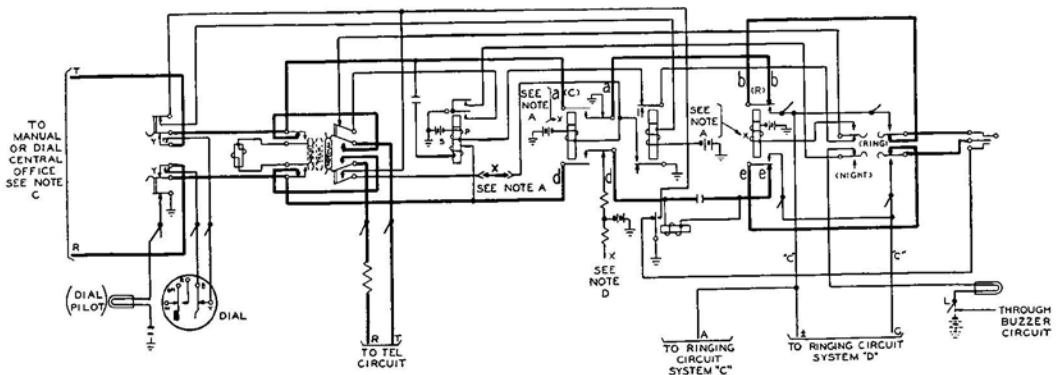 T
TO
MANUAL
OR DIAL
CENTRAL
OFFICE
SEE NOTE
C
R
Y
Y
(DIAL
PILOT)
DIAL
R T
TO TEL
CIRCUIT
P
S
X
SEE NOTE A
SEE
NOTE
A
a (C) a
Y
d d
X
SEE
NOTE
D
SEE
NOTE
A
b (R) b
X
e e
(RING)
(NIGHT)
"C" "C"
A
TO RINGING
CIRCUIT
SYSTEM "C"
G
TO RINGING CIRCUIT
SYSTEM "D"
L
THROUGH
BUZZER
CIRCUIT